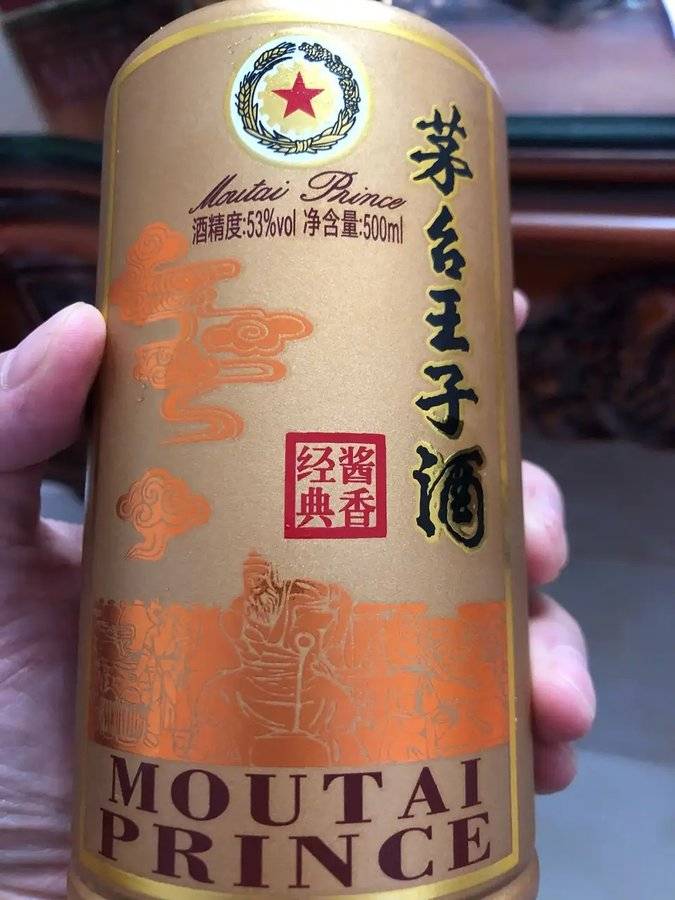 Moutai Prince
酒精度:53%vol 净含量:500ml
茅台王子酒
酱香
经典
MOUTAI
PRINCE